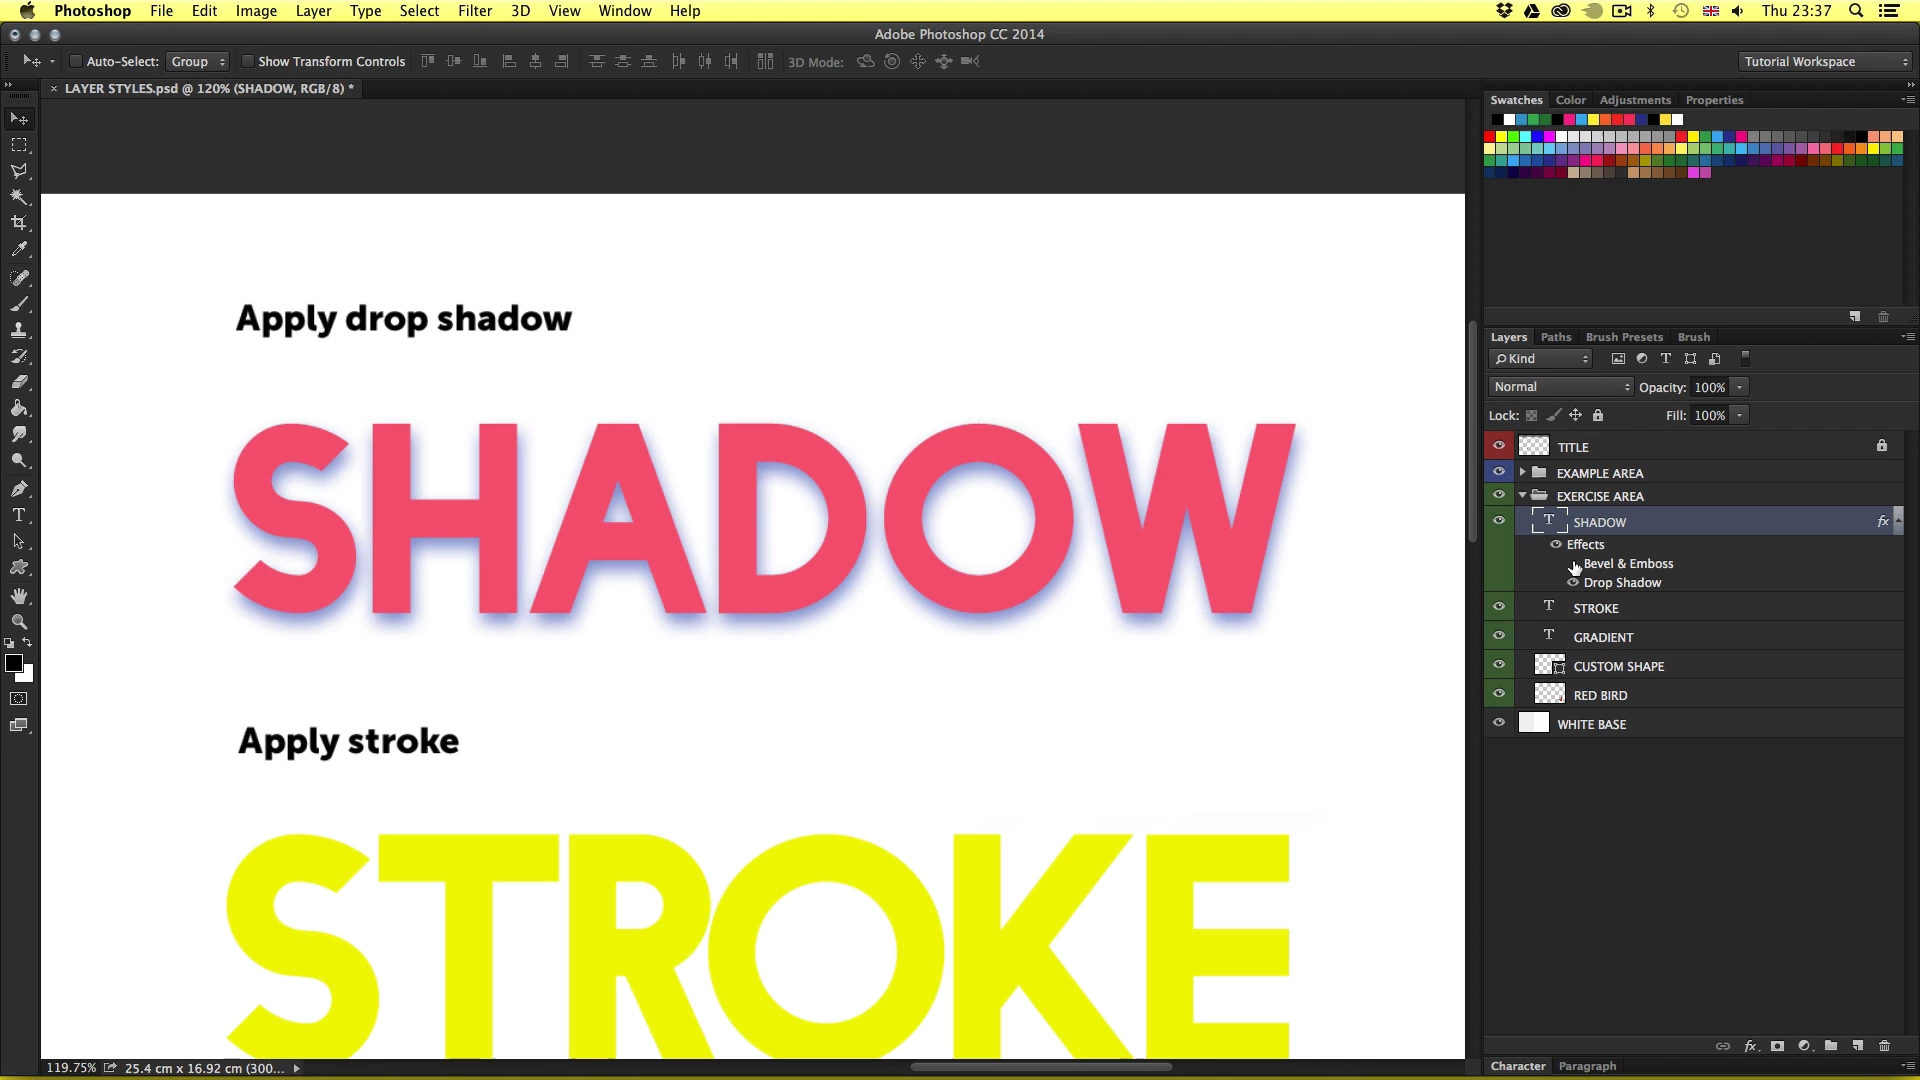 Photoshop File Edit Image Layer Type Select Filter 3D View Window Help Thu 23:37
Adobe Photoshop CC 2014
Auto-Select: Group Show Transform Controls 3D Mode: Tutorial Workspace
× LAYER STYLES.psd @ 120% (SHADOW, RGB/8) *
Swatches Color Adjustments Properties
Apply drop shadow
SHADOW
Apply stroke
STROKE
Layers Paths Brush Presets Brush
Kind T
Normal Opacity: 100%
Lock: Fill: 100%
TITLE
EXAMPLE AREA
EXERCISE AREA
T SHADOW fx
Effects
Bevel & Emboss
Drop Shadow
T STROKE
T GRADIENT
CUSTOM SHAPE
RED BIRD
WHITE BASE
fx
119.75% 25.4 cm x 16.92 cm (300...
Character Paragraph